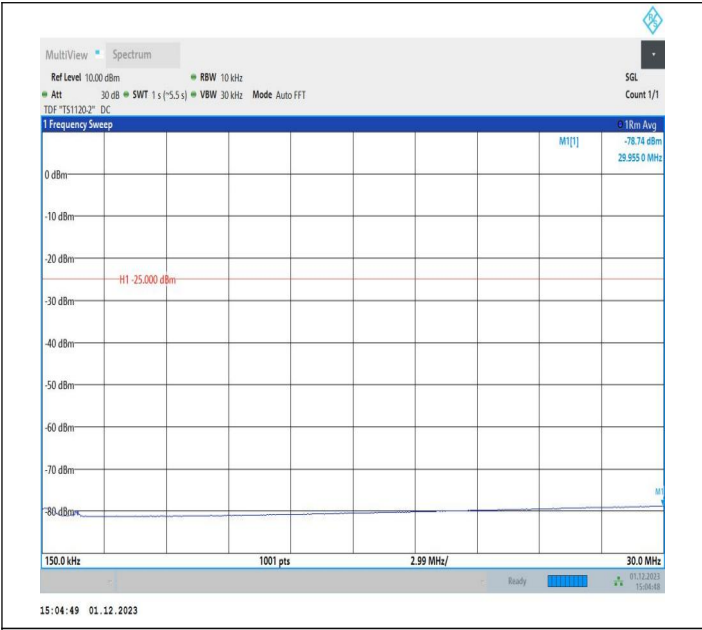 R S
MultiView Spectrum
Ref Level 10.00 dBm RBW 10 kHz SGL
Att 30 dB SWT 1 s (~5.5 s) VBW 30 kHz Mode Auto FFT Count 1/1
TDF "TS1120-2" DC
1 Frequency Sweep 1Rm Avg
M1[1] -78.74 dBm
29.955 0 MHz
0 dBm
-10 dBm
-20 dBm
H1 -25.000 dBm
-30 dBm
-40 dBm
-50 dBm
-60 dBm
-70 dBm
M1
-80 dBm
150.0 kHz 1001 pts 2.99 MHz/ 30.0 MHz
Ready 01.12.2023
15:04:48
15:04:49 01.12.2023